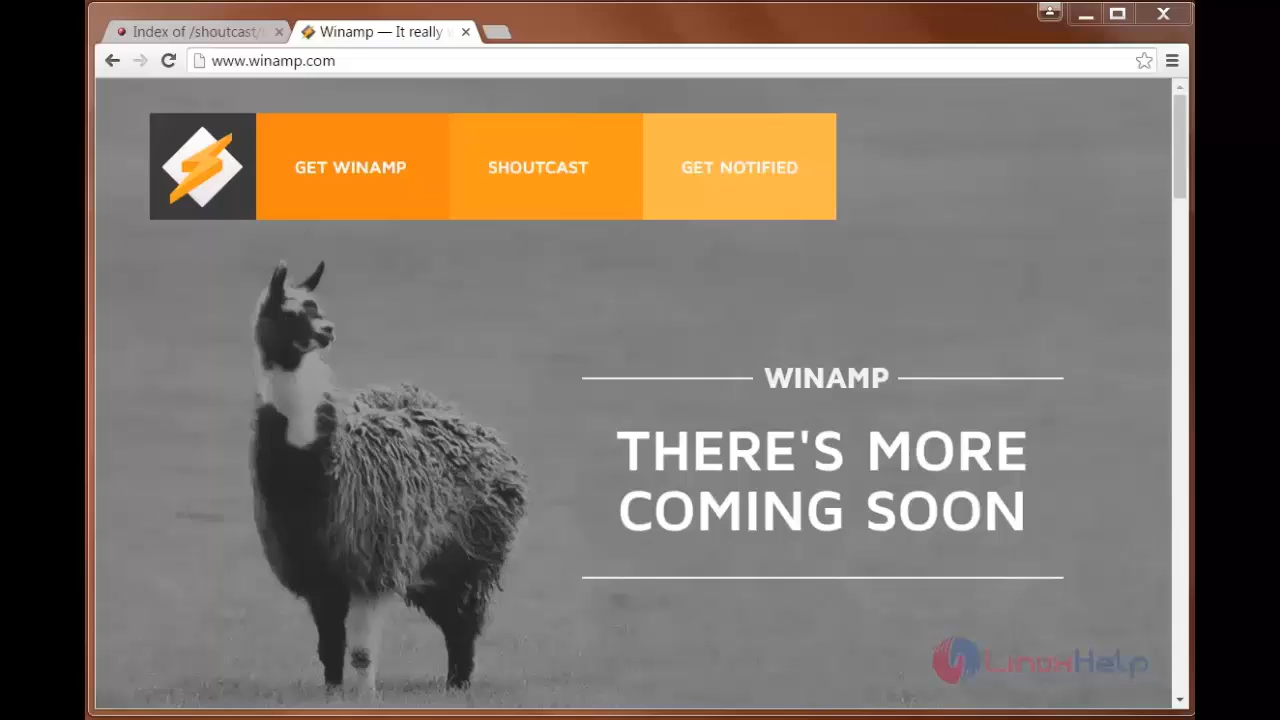 Index of /shoutcast/
Winamp — It really
www.winamp.com
GET WINAMP
SHOUTCAST
GET NOTIFIED
WINAMP
THERE'S MORE
COMING SOON
LinuxHelp